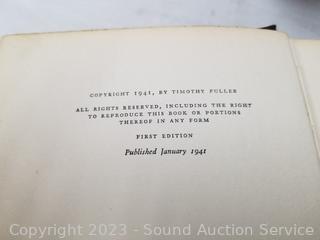 COPYRIGHT 1941, BY TIMOTHY FULLER
ALL RIGHTS RESERVED, INCLUDING THE RIGHT
TO REPRODUCE THIS BOOK OR PORTIONS
THEREOF IN ANY FORM
FIRST EDITION
Published January 1941
Copyright 2023 - Sound Auction Service